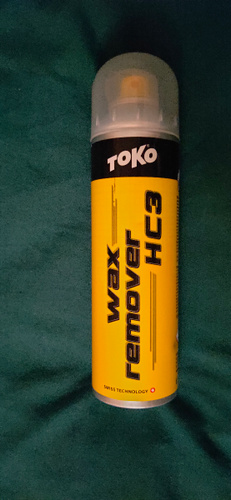 TOKO
wax
remover
HC3
SWISS TECHNOLOGY